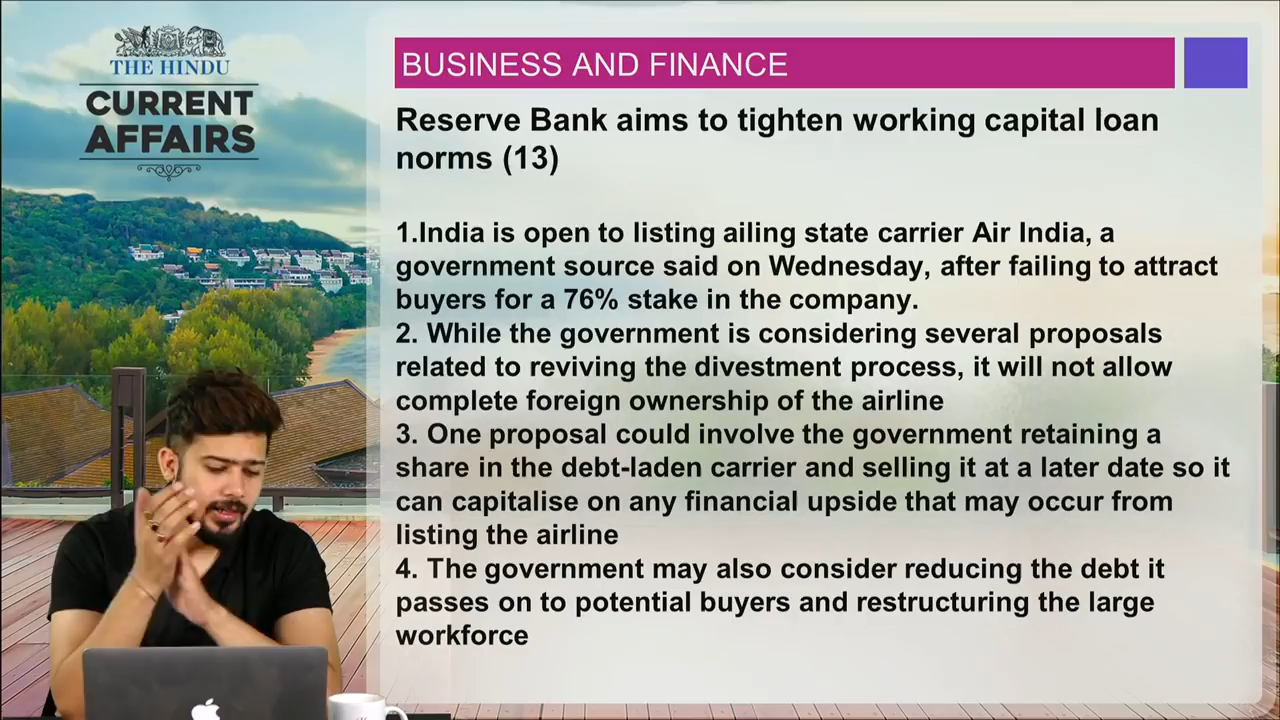 THE HINDU
CURRENT
AFFAIRS
BUSINESS AND FINANCE
Reserve Bank aims to tighten working capital loan
norms (13)
1.India is open to listing ailing state carrier Air India, a
government source said on Wednesday, after failing to attract
buyers for a 76% stake in the company.
2. While the government is considering several proposals
related to reviving the divestment process, it will not allow
complete foreign ownership of the airline
3. One proposal could involve the government retaining a
share in the debt-laden carrier and selling it at a later date so it
can capitalise on any financial upside that may occur from
listing the airline
4. The government may also consider reducing the debt it
passes on to potential buyers and restructuring the large
workforce